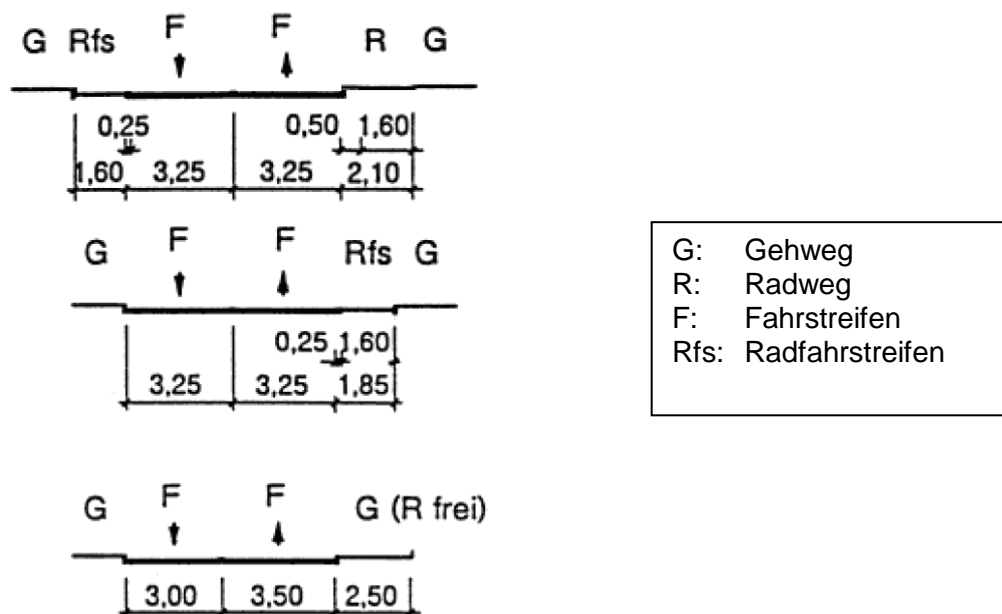 G Rfs F F R G
0,25 0,50 1,60
1,60 3,25 3,25 2,10
G F F Rfs G
0,25 1,60
3,25 3,25 1,85
G F F G (R frei)
3,00 3,50 2,50
G: Gehweg
R: Radweg
F: Fahrstreifen
Rfs: Radfahrstreifen